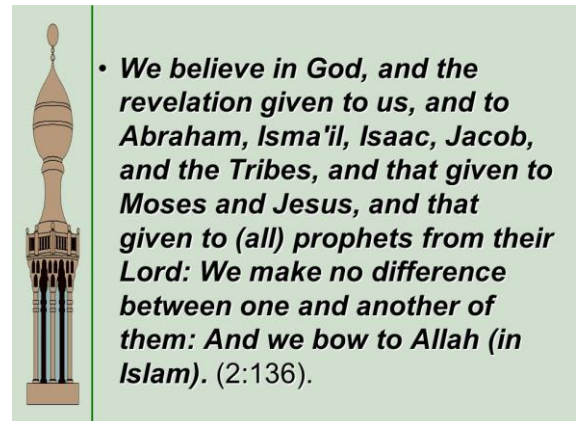 • We believe in God, and the
revelation given to us, and to
Abraham, Isma'il, Isaac, Jacob,
and the Tribes, and that given to
Moses and Jesus, and that
given to (all) prophets from their
Lord: We make no difference
between one and another of
them: And we bow to Allah (in
Islam). (2:136).